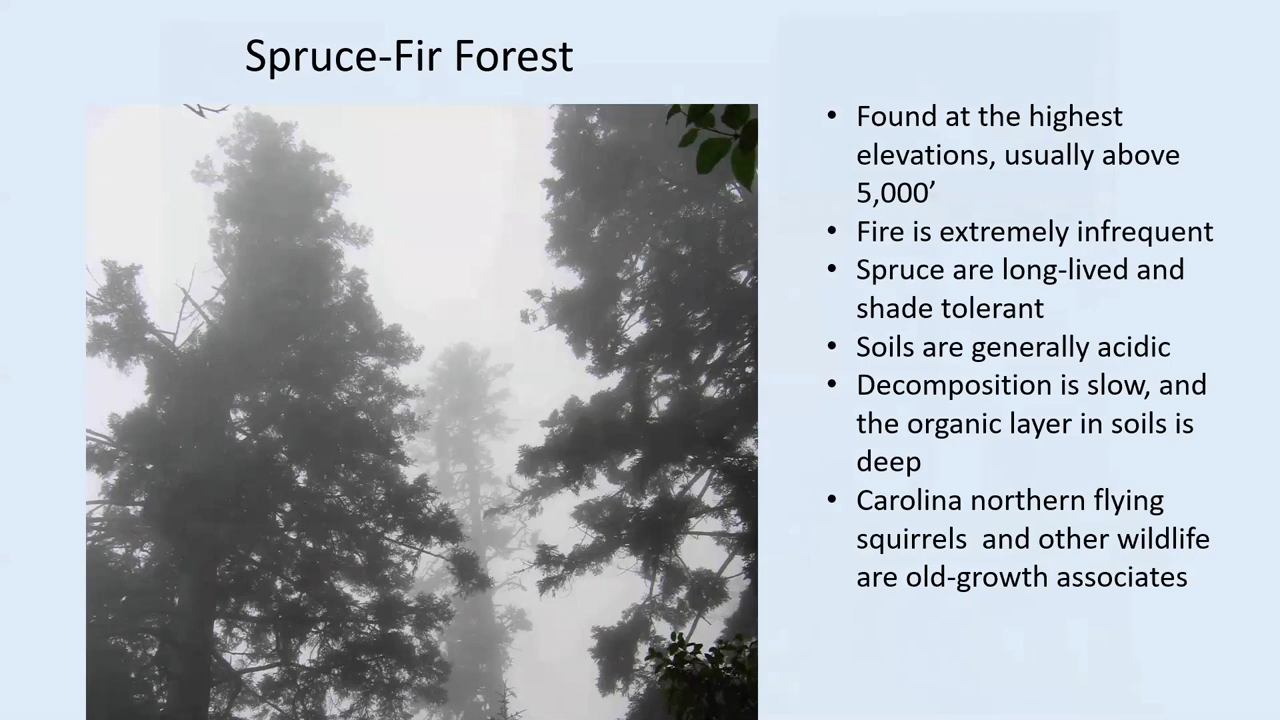 Spruce-Fir Forest
• Found at the highest
elevations, usually above
5,000’
• Fire is extremely infrequent
• Spruce are long-lived and
shade tolerant
• Soils are generally acidic
• Decomposition is slow, and
the organic layer in soils is
deep
• Carolina northern flying
squirrels  and other wildlife
are old-growth associates